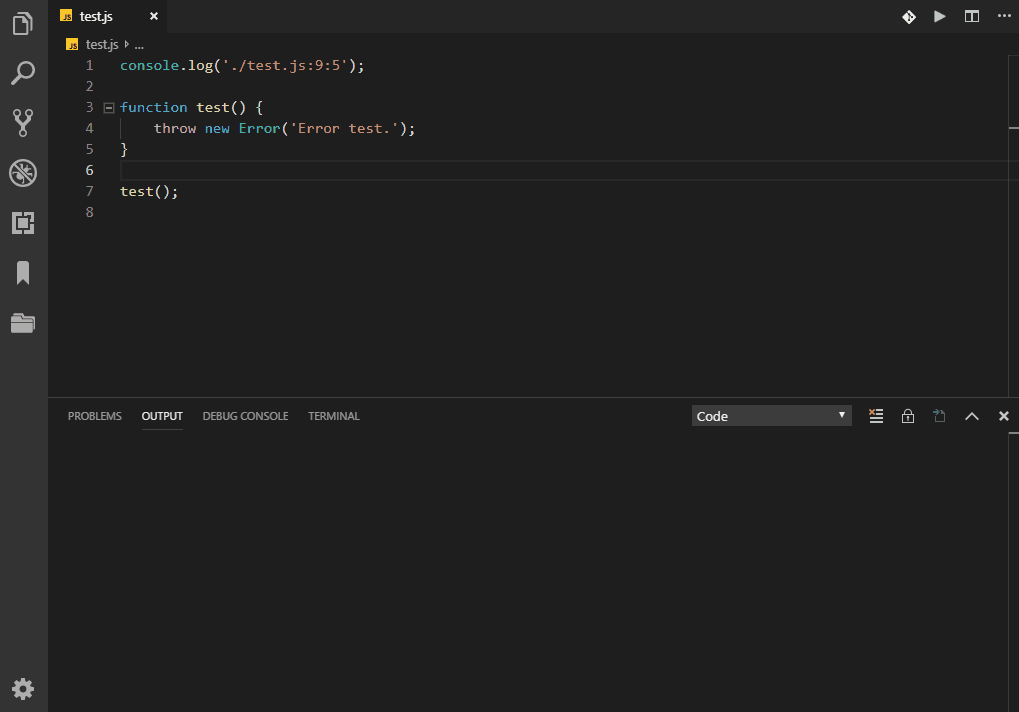 JS test.js ×
JS test.js ...
1 console.log('./test.js:9:5');
2
3 function test() {
4     throw new Error('Error test.');
5 }
6
7 test();
8
PROBLEMS OUTPUT DEBUG CONSOLE TERMINAL Code